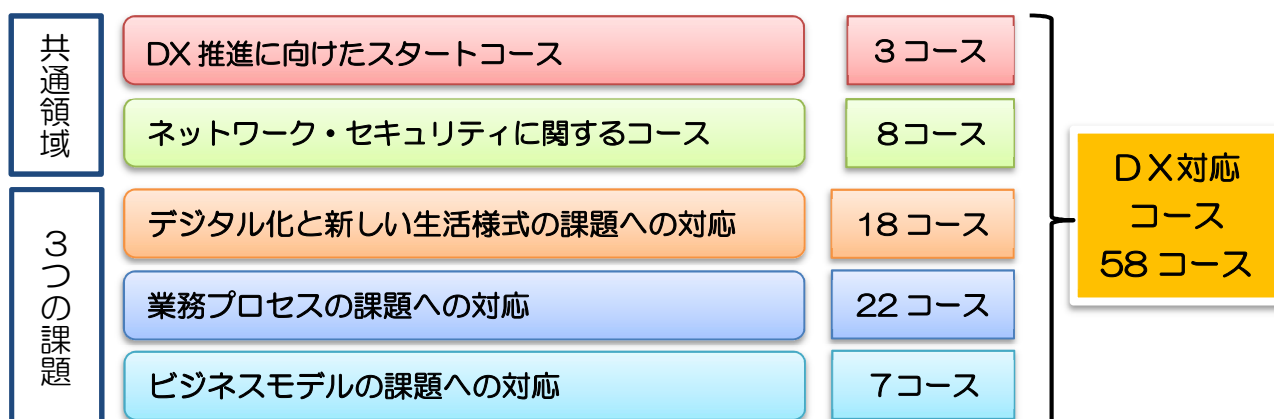 共通領域
DX 推進に向けたスタートコース
3 コース
ネットワーク・セキュリティに関するコース
8コース
3つの課題
デジタル化と新しい生活様式の課題への対応
18 コース
業務プロセスの課題への対応
22 コース
ビジネスモデルの課題への対応
7コース
DX対応
コース
58 コース